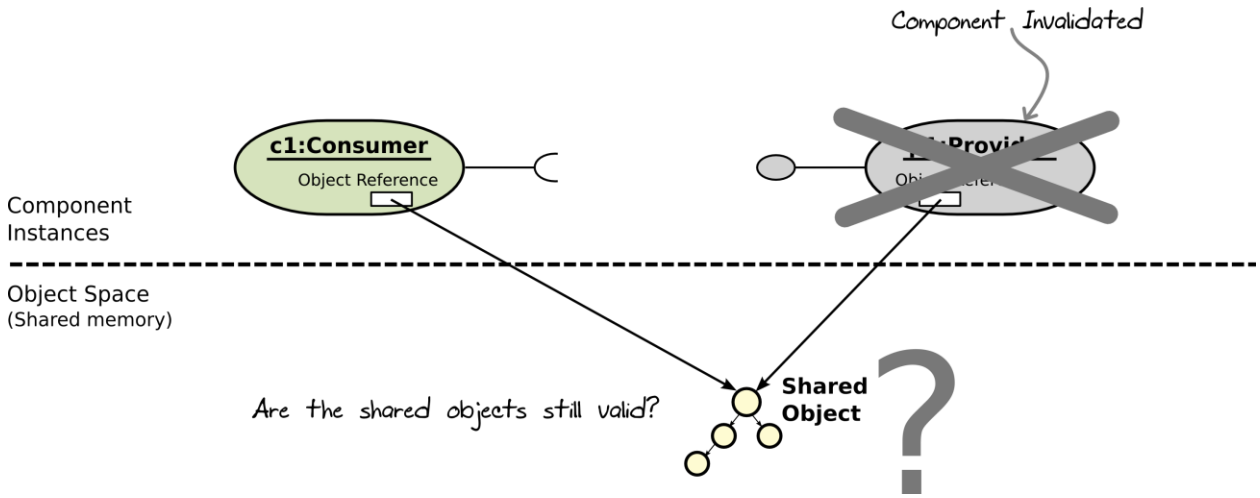 Component Invalidated
c1:Consumer
Object Reference
Component
Instances
Object Space
(Shared memory)
Are the shared objects still valid?
Shared
Object
?